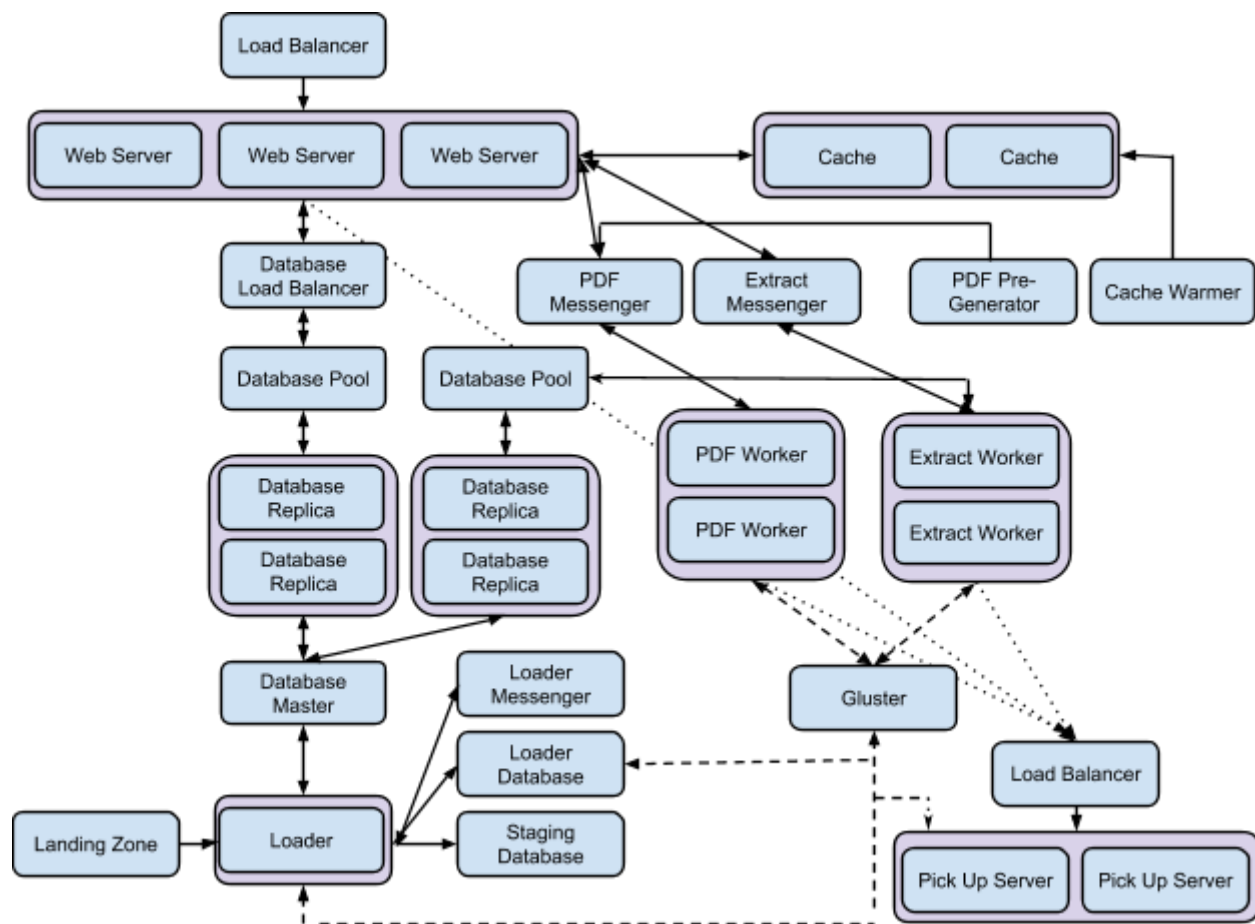 Load Balancer
Web Server
Web Server
Web Server
Cache
Cache
Database
Load Balancer
PDF
Messenger
Extract
Messenger
PDF Pre-
Generator
Cache Warmer
Database Pool
Database Pool
PDF Worker
PDF Worker
Extract Worker
Extract Worker
Database
Replica
Database
Replica
Database
Replica
Database
Replica
Database
Master
Loader
Messenger
Loader
Database
Staging
Database
Gluster
Load Balancer
Landing Zone
Loader
Pick Up Server
Pick Up Server